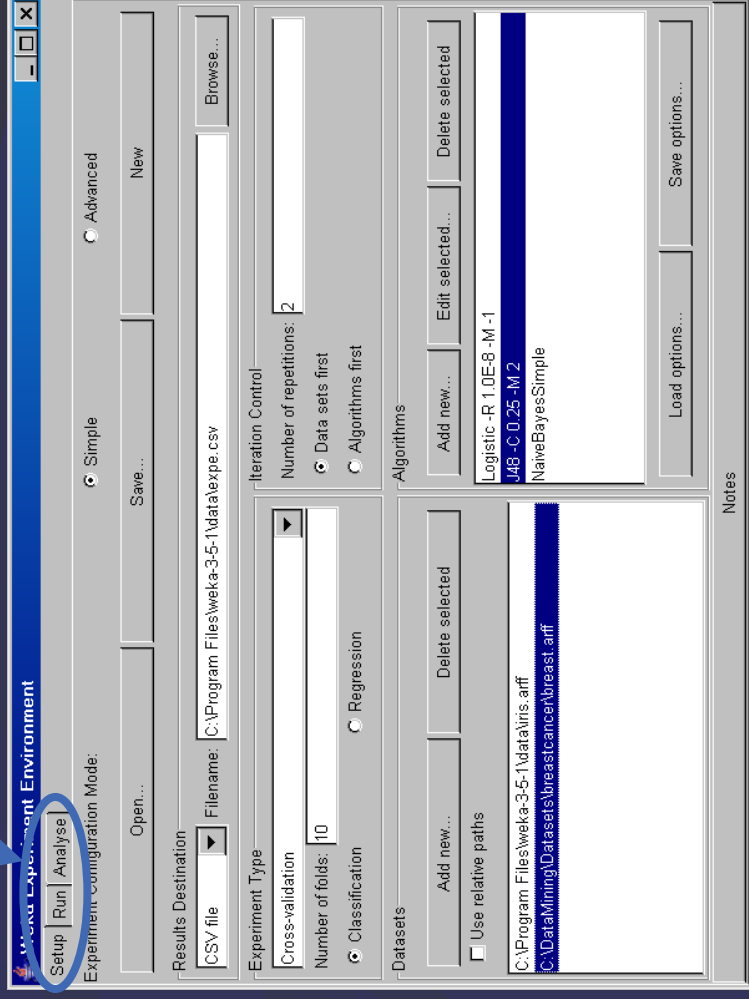 Weka Experiment Environment
Setup Run Analyse
Experiment Configuration Mode: Simple Advanced
Open... Save... New
Results Destination
CSV file Filename: C:\Program Files\weka-3-5-1\data\expe.csv Browse...
Experiment Type
Cross-validation
Number of folds: 10
Classification Regression
Iteration Control
Number of repetitions: 2
Data sets first
Algorithms first
Datasets
Add new... Delete selected
Use relative paths
C:\Program Files\weka-3-5-1\data\iris.arff
C:\DataMining\Datasets\breastcancer\breast.arff
Algorithms
Add new... Edit selected... Delete selected
Logistic -R 1.0E-8 -M -1
J48 -C 0.25 -M 2
NaiveBayesSimple
Load options... Save options...
Notes